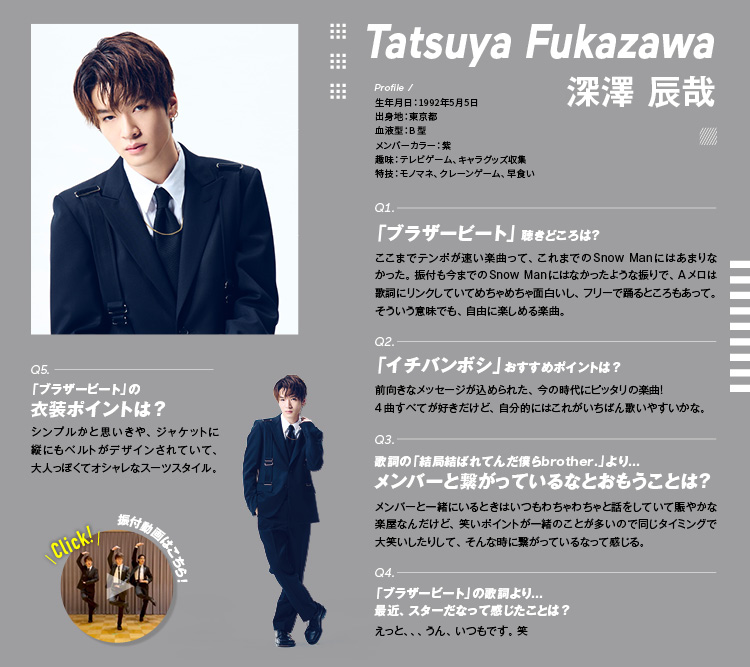 Tatsuya Fukazawa
深澤 辰哉
Profile /
生年月日：1992年5月5日
出身地：東京都
血液型：B型
メンバーカラー：紫
趣味：テレビゲーム、キャラグッズ収集
特技：モノマネ、クレーンゲーム、早食い
Q1.
「ブラザービート」 聴きどころは？
ここまでテンポが速い楽曲って、これまでのSnow Manにはあまりな
かった。振付も今までのSnow Manにはなかったような振りで、Aメロは
歌詞にリンクしていてめちゃめちゃ面白いし、フリーで踊るところもあって。
そういう意味でも、自由に楽しめる楽曲。
Q2.
「イチバンボシ」おすすめポイントは？
前向きなメッセージが込められた、今の時代にピッタリの楽曲！
4曲すべてが好きだけど、自分的にはこれがいちばん歌いやすいかな。
Q3.
歌詞の「結局結ばれてんだ僕らbrother.」より…
メンバーと繋がっているなとおもうことは？
メンバーと一緒にいるときはいつもわちゃわちゃと話をしていて賑やかな
楽屋なんだけど、笑いポイントが一緒のことが多いので同じタイミングで
大笑いしたりして、そんな時に繋がっているなって感じる。
Q4.
「ブラザービート」の歌詞より…
最近、スターだなって感じたことは？
えっと、、、うん、いつもです。笑
Q5.
「ブラザービート」の
衣装ポイントは？
シンプルかと思いきや、ジャケットに
縦にもベルトがデザインされていて、
大人っぽくてオシャレなスーツスタイル。
\Click!/
振付動画はこちら！